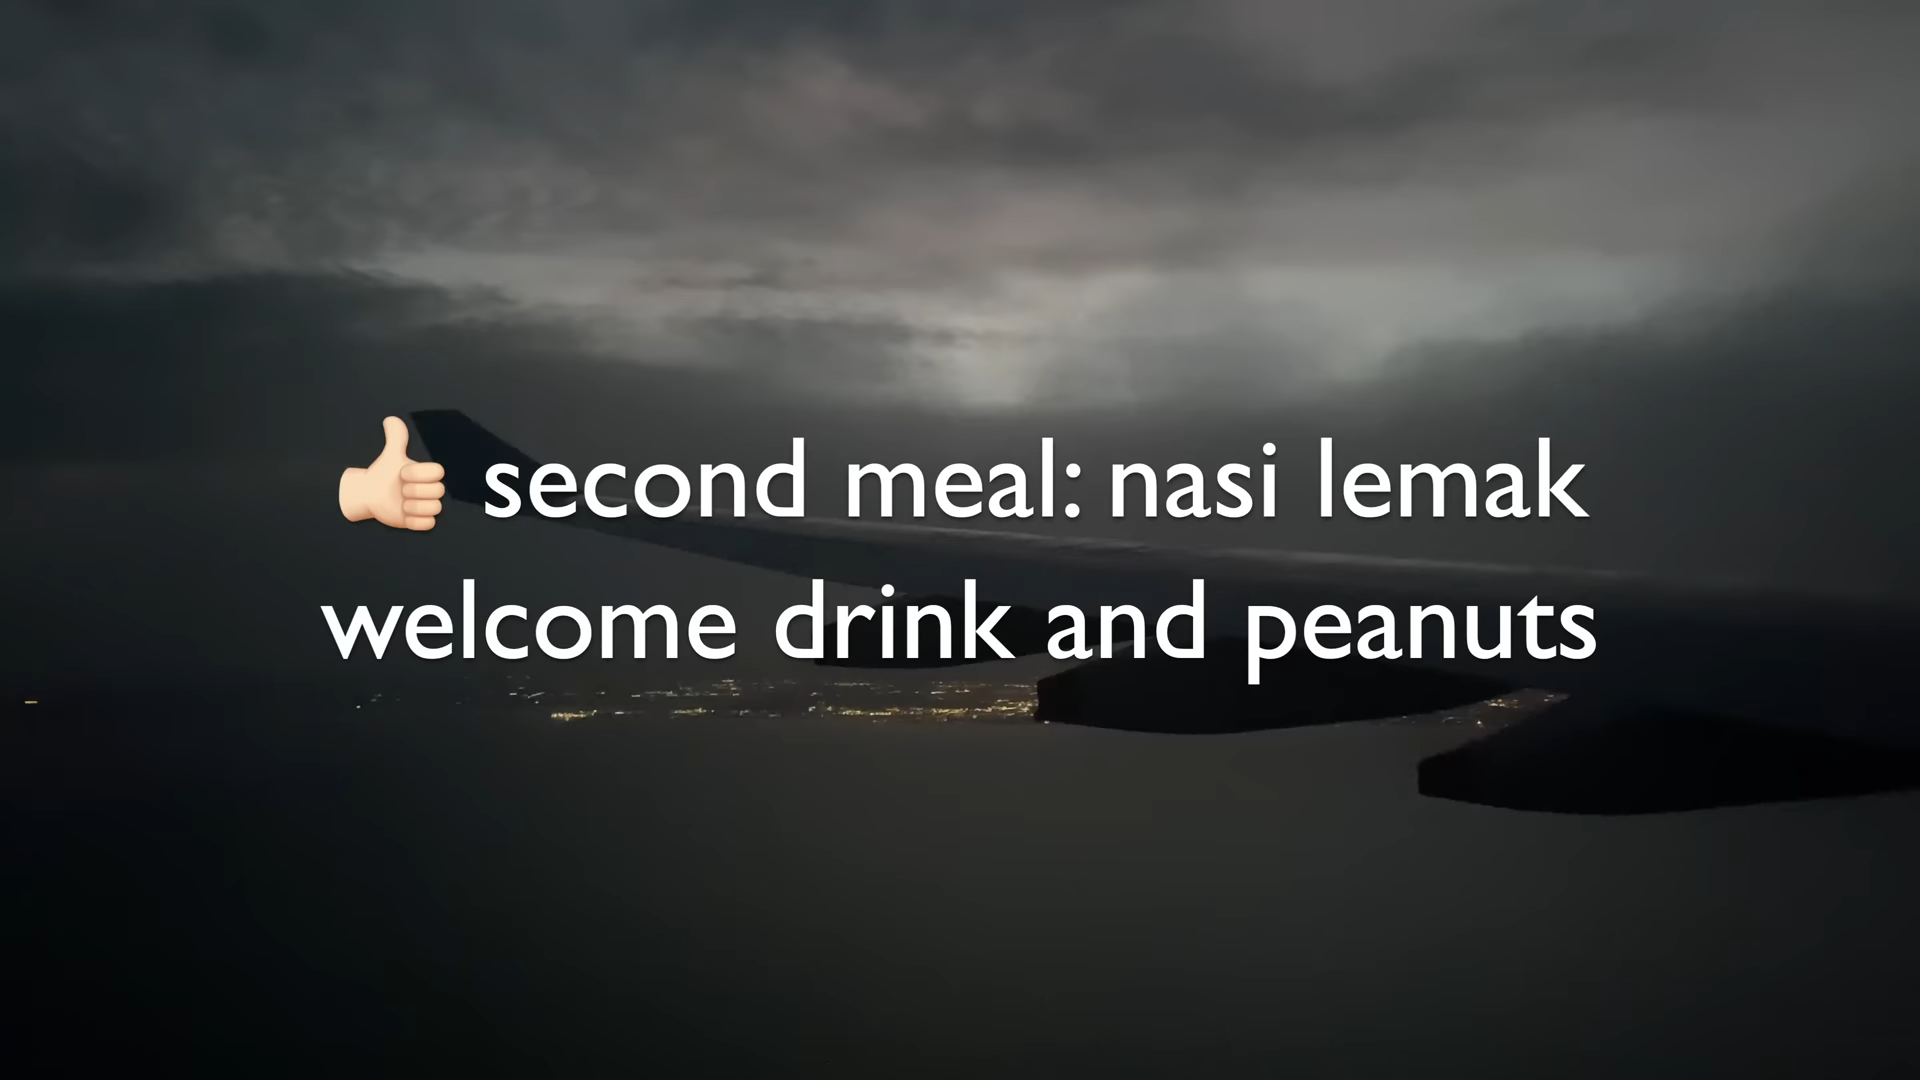 👍🏻 second meal: nasi lemak
welcome drink and peanuts